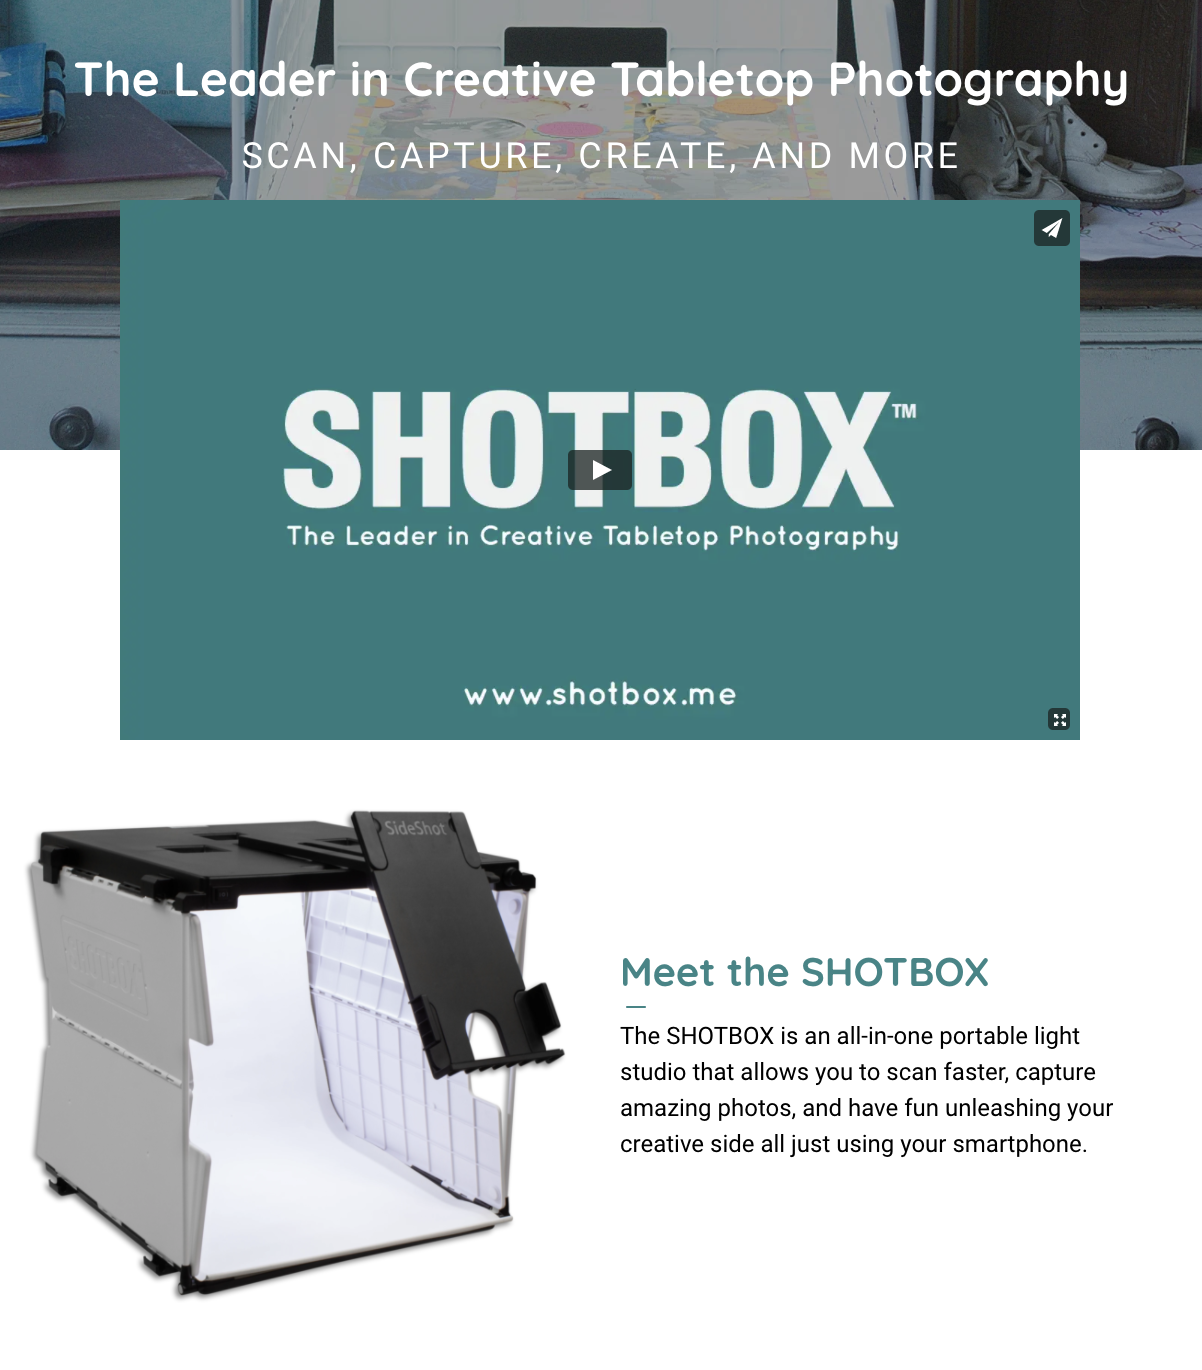 The Leader in Creative Tabletop Photography
SCAN, CAPTURE, CREATE, AND MORE
SHOTBOX™
The Leader in Creative Tabletop Photography
www.shotbox.me
SideShot
SHOTBOX
Meet the SHOTBOX
The SHOTBOX is an all-in-one portable light
studio that allows you to scan faster, capture
amazing photos, and have fun unleashing your
creative side all just using your smartphone.